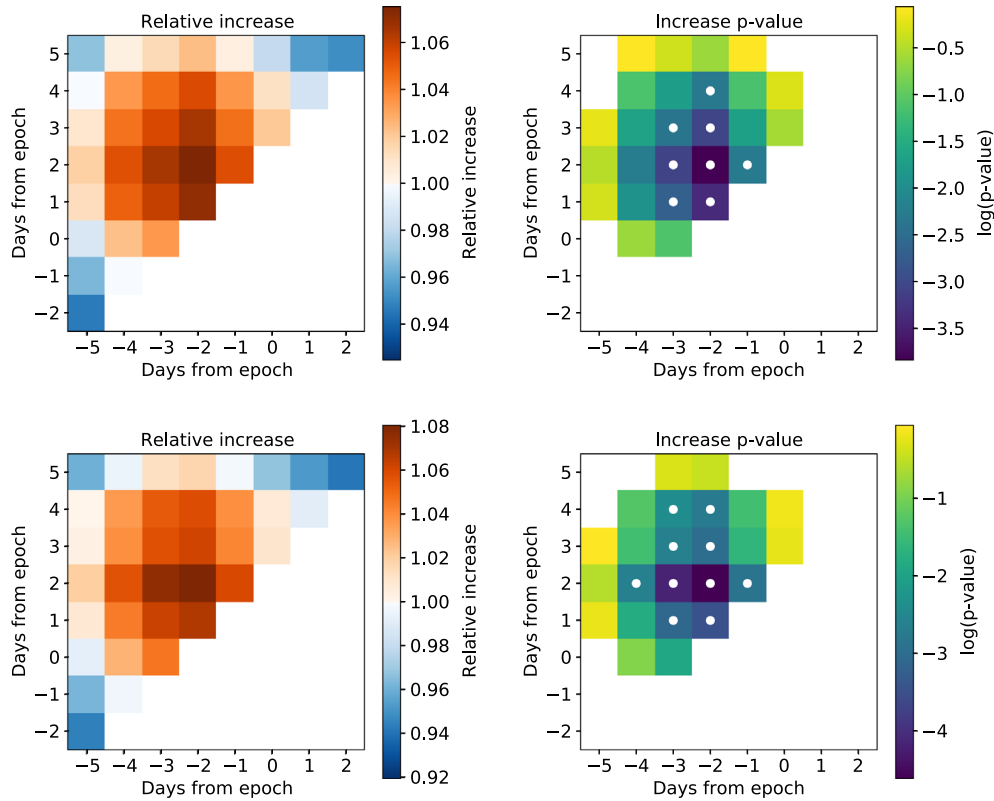 Relative increase
Increase p-value
5
4
3
2
1
0
−1
−2
Days from epoch
−5 −4 −3 −2 −1 0 1 2
Days from epoch
1.06
1.04
1.02
1.00
0.98
0.96
0.94
Relative increase
5
4
3
2
1
0
−1
−2
Days from epoch
−5 −4 −3 −2 −1 0 1 2
Days from epoch
−0.5
−1.0
−1.5
−2.0
−2.5
−3.0
−3.5
log(p-value)
Relative increase
Increase p-value
5
4
3
2
1
0
−1
−2
Days from epoch
−5 −4 −3 −2 −1 0 1 2
Days from epoch
1.08
1.06
1.04
1.02
1.00
0.98
0.96
0.94
0.92
Relative increase
5
4
3
2
1
0
−1
−2
Days from epoch
−5 −4 −3 −2 −1 0 1 2
Days from epoch
−1
−2
−3
−4
log(p-value)